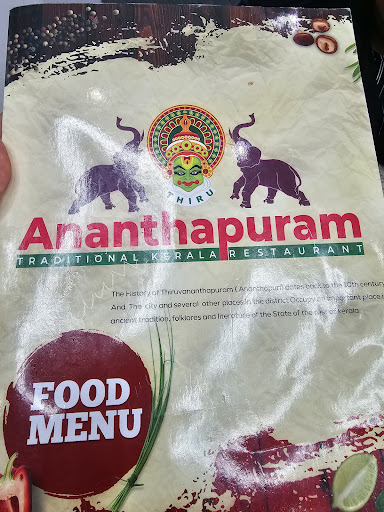 THIRU
Ananthapuram
TRADITIONAL KERALA RESTAURANT
The History of Thiruvananthapuram ( Ananthapuri) dates back to the 10th century
And The city and several other places in the district Occupy an important place
ancient tradition, folklores and literature of the State of the Kerala.
FOOD
MENU